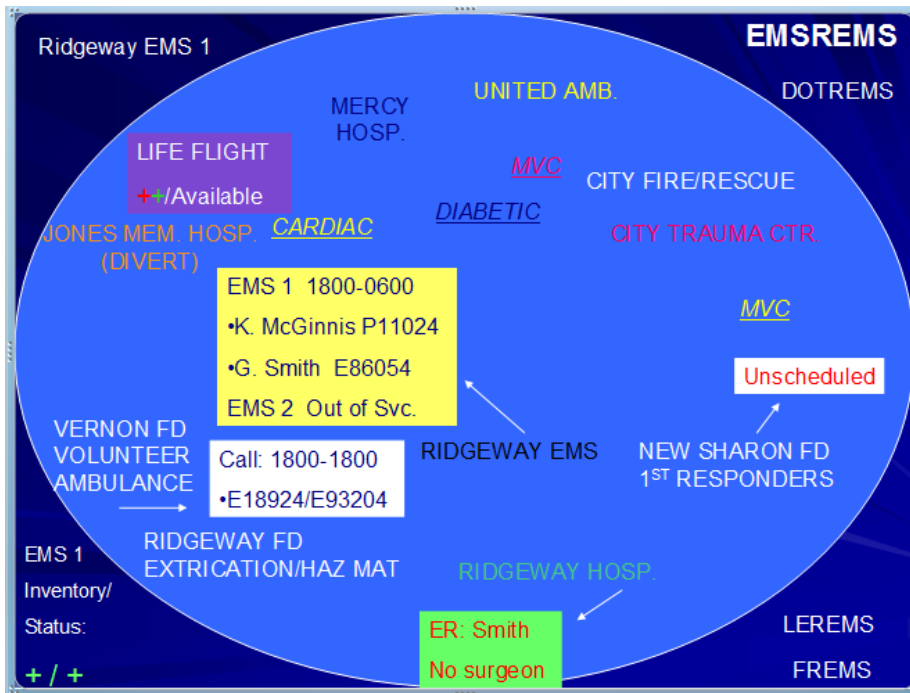 Ridgeway EMS 1
EMSREMS
DOTREMS
UNITED AMB.
MERCY
HOSP.
LIFE FLIGHT
++/Available
MVC
CITY FIRE/RESCUE
DIABETIC
CARDIAC
JONES MEM. HOSP.
(DIVERT)
CITY TRAUMA CTR.
EMS 1 1800-0600
•K. McGinnis P11024
•G. Smith E86054
EMS 2 Out of Svc.
MVC
Unscheduled
VERNON FD
VOLUNTEER
AMBULANCE
Call: 1800-1800
•E18924/E93204
RIDGEWAY EMS
NEW SHARON FD
1ST RESPONDERS
RIDGEWAY FD
EXTRICATION/HAZ MAT
EMS 1
Inventory/
Status:
+ / +
RIDGEWAY HOSP.
ER: Smith
No surgeon
LEREMS
FREMS